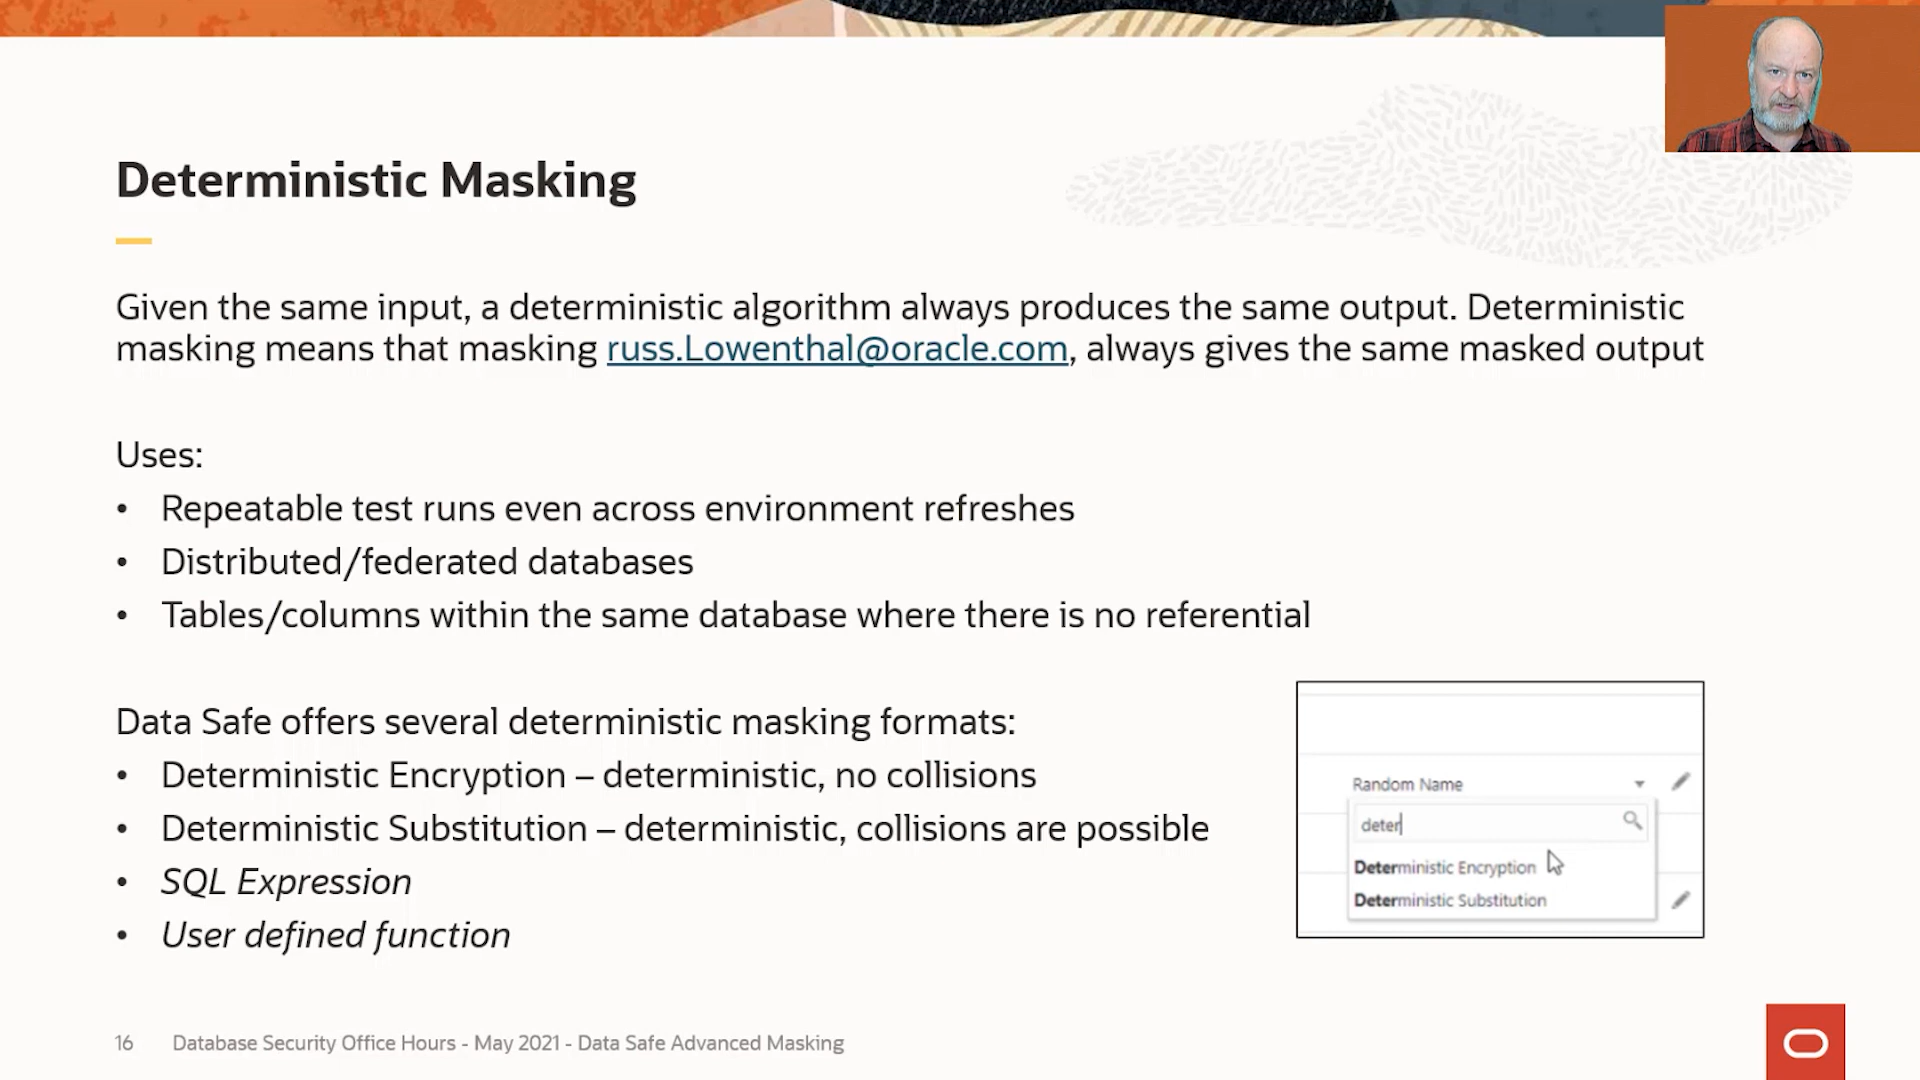 Deterministic Masking
Given the same input, a deterministic algorithm always produces the same output. Deterministic
masking means that masking russ.Lowenthal@oracle.com, always gives the same masked output
Uses:
• Repeatable test runs even across environment refreshes
• Distributed/federated databases
• Tables/columns within the same database where there is no referential
Data Safe offers several deterministic masking formats:
• Deterministic Encryption – deterministic, no collisions
• Deterministic Substitution – deterministic, collisions are possible
• SQL Expression
• User defined function
Random Name
deter
Deterministic Encryption
Deterministic Substitution
16 Database Security Office Hours - May 2021 - Data Safe Advanced Masking